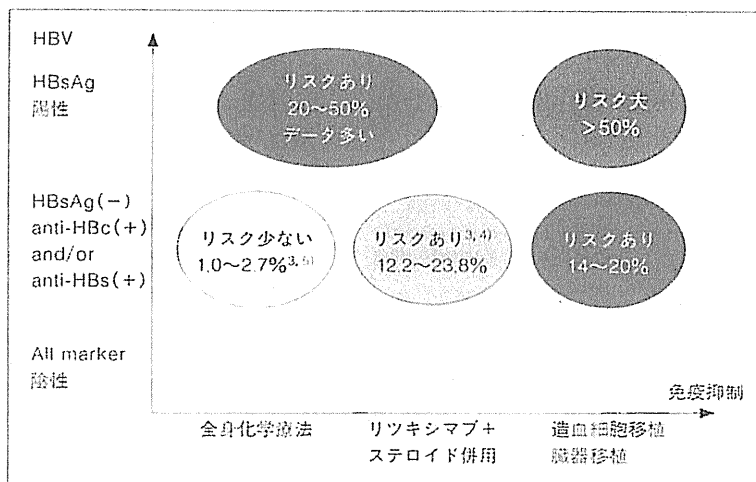 HBV
HBsAg
陽性
リスクあり
20〜50%
データ多い
リスク大
>50%
HBsAg(−)
anti-HBc(+)
and/or
anti-HBs(+)
リスク少ない
1.0〜2.7%3, 5)
リスクあり3, 4)
12.2〜23.8%
リスクあり
14〜20%
All marker
陰性
免疫抑制
全身化学療法
リツキシマブ+
ステロイド併用
造血細胞移植
臓器移植